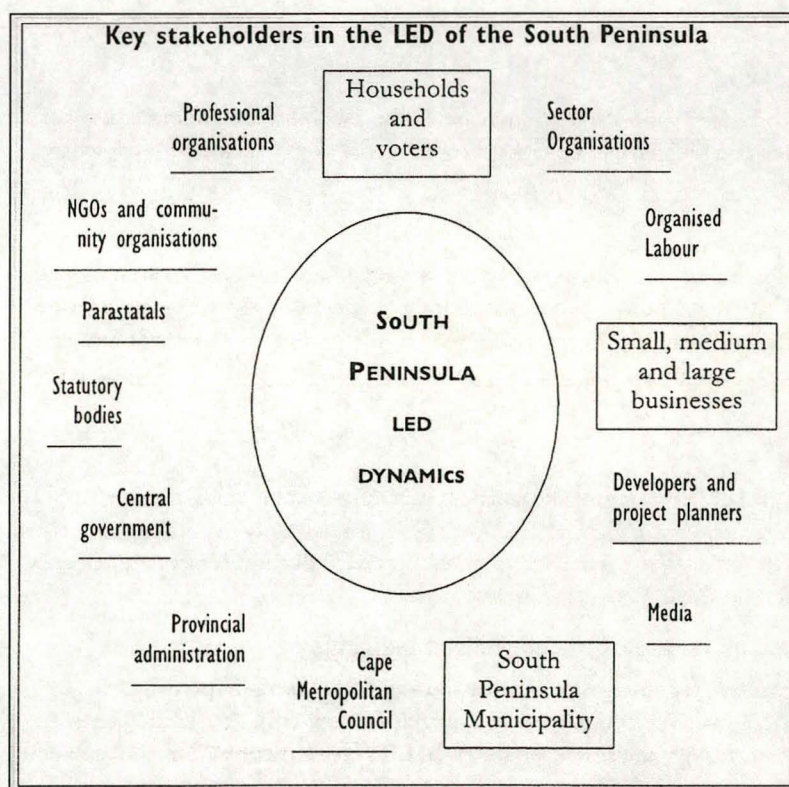 Key stakeholders in the LED of the South Peninsula
Households
and
voters
Professional
organisations
Sector
Organisations
NGOs and commu-
nity organisations
Organised
Labour
Parastatals
Small, medium
and large
businesses
Statutory
bodies
SOUTH
PENINSULA
LED
DYNAMICS
Central
government
Developers and
project planners
Provincial
administration
Media
Cape
Metropolitan
Council
South
Peninsula
Municipality